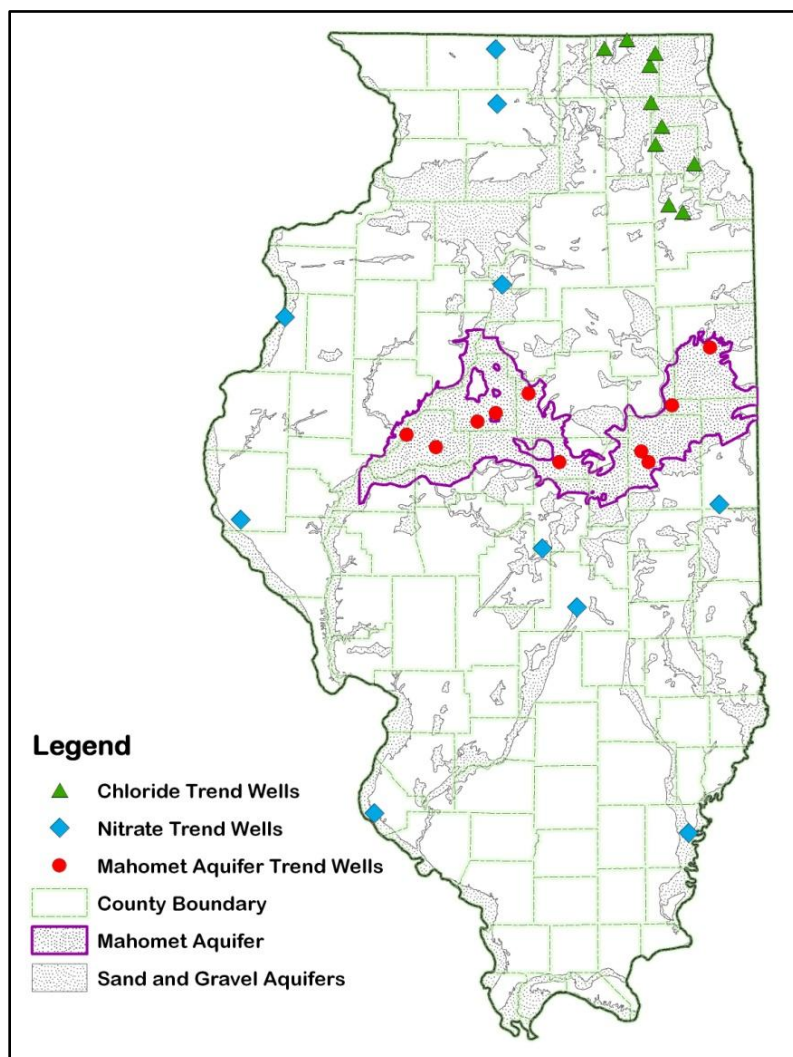 Legend
Chloride Trend Wells
Nitrate Trend Wells
Mahomet Aquifer Trend Wells
County Boundary
Mahomet Aquifer
Sand and Gravel Aquifers